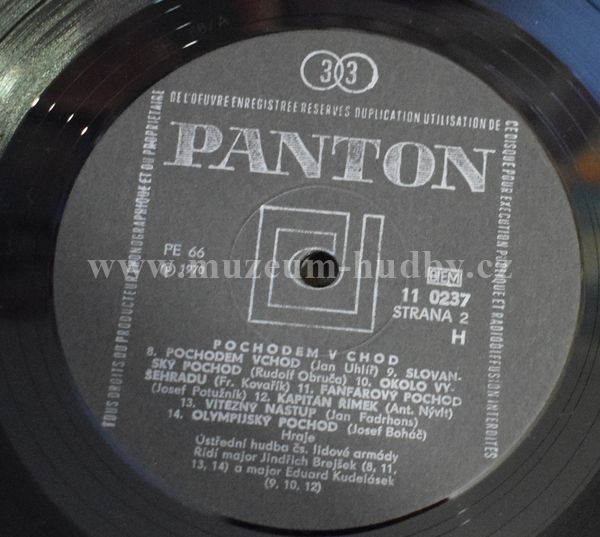 33
DE L'OEUVRE ENREGISTREE RESERVES DUPLICATION UTILISATION DE
CE DISQUE POUR EXECUTION PUBLIQUE ET RADIODIFFUSION INTERDITES
TOUS DROITS DU PRODUCTEUR PHONOGRAPHIQUE ET DU PROPRIETAIRE
PANTON
PE 66
Ⓟ 1970
BIEM
11 0237
STRANA 2
H
www.muzeum-hudby.cz
POCHODEM V CHOD
8. POCHODEM VCHOD (Jan Uhlíř) 9. SLOVAN-
SKÝ POCHOD (Rudolf Obruča) 10. OKOLO VY-
ŠEHRADU (Fr. Kovařík) 11. FANFÁROVÝ POCHOD
(Josef Potužník) 12. KAPITÁN ŘÍMEK (Ant. Nývlt)
13. VÍTĚZNÝ NÁSTUP (Jan Fadrhons)
14. OLYMPIJSKÝ POCHOD (Josef Boháč)
Hraje
Ústřední hudba čs. lidové armády
Řídí major Jindřich Brejšek (8, 11,
13, 14) a major Eduard Kudelásek
(9, 10, 12)